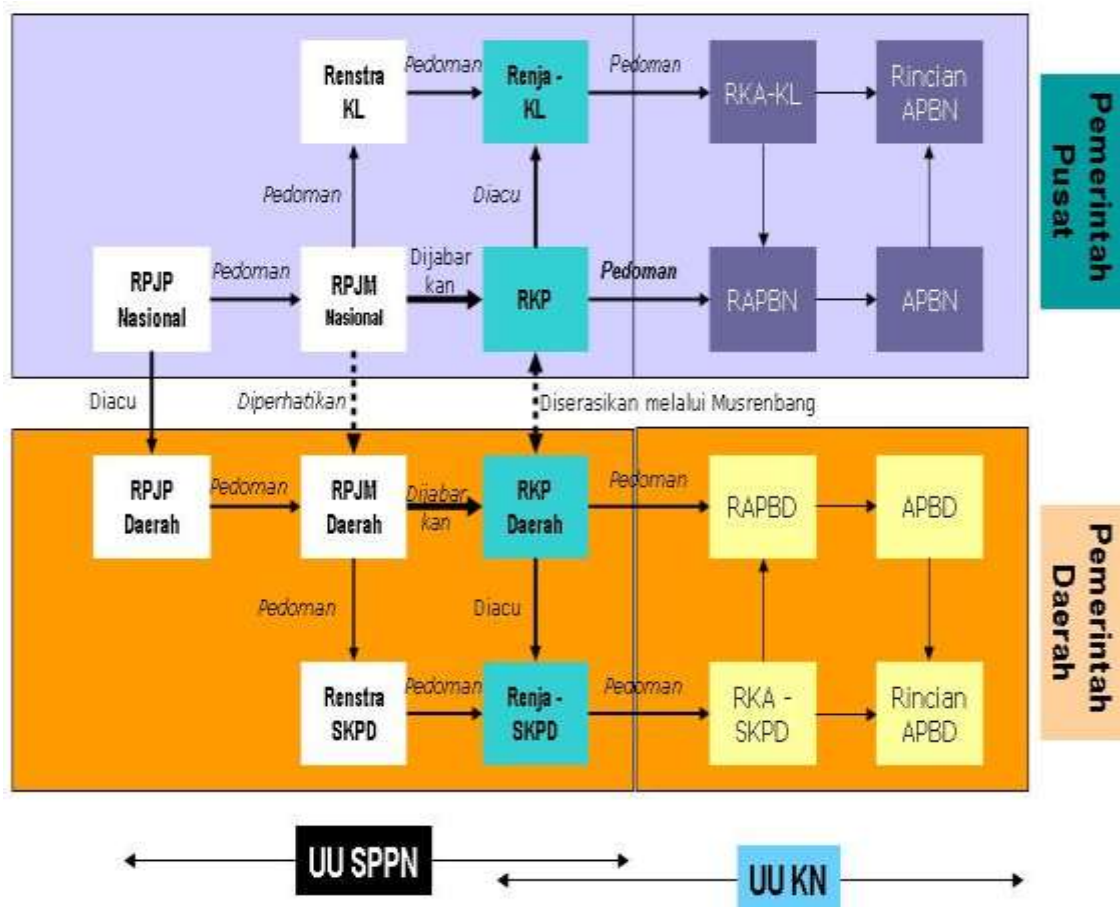 Renstra
KL
Pedoman
Renja -
KL
Pedoman
RKA-KL
Rincian
APBN
Pedoman
Diacu
RPJP
Nasional
Pedoman
RPJM
Nasional
Dijabar
kan
RKP
Pedoman
RAPBN
APBN
Pemerintah
Pusat
Diacu
Diperhatikan
Diserasikan melalui Musrenbang
RPJP
Daerah
Pedoman
RPJM
Daerah
Dijabar
kan
RKP
Daerah
Pedoman
RAPBD
APBD
Pedoman
Diacu
Renstra
SKPD
Pedoman
Renja -
SKPD
Pedoman
RKA -
SKPD
Rincian
APBD
Pemerintah
Daerah
UU SPPN
UU KN